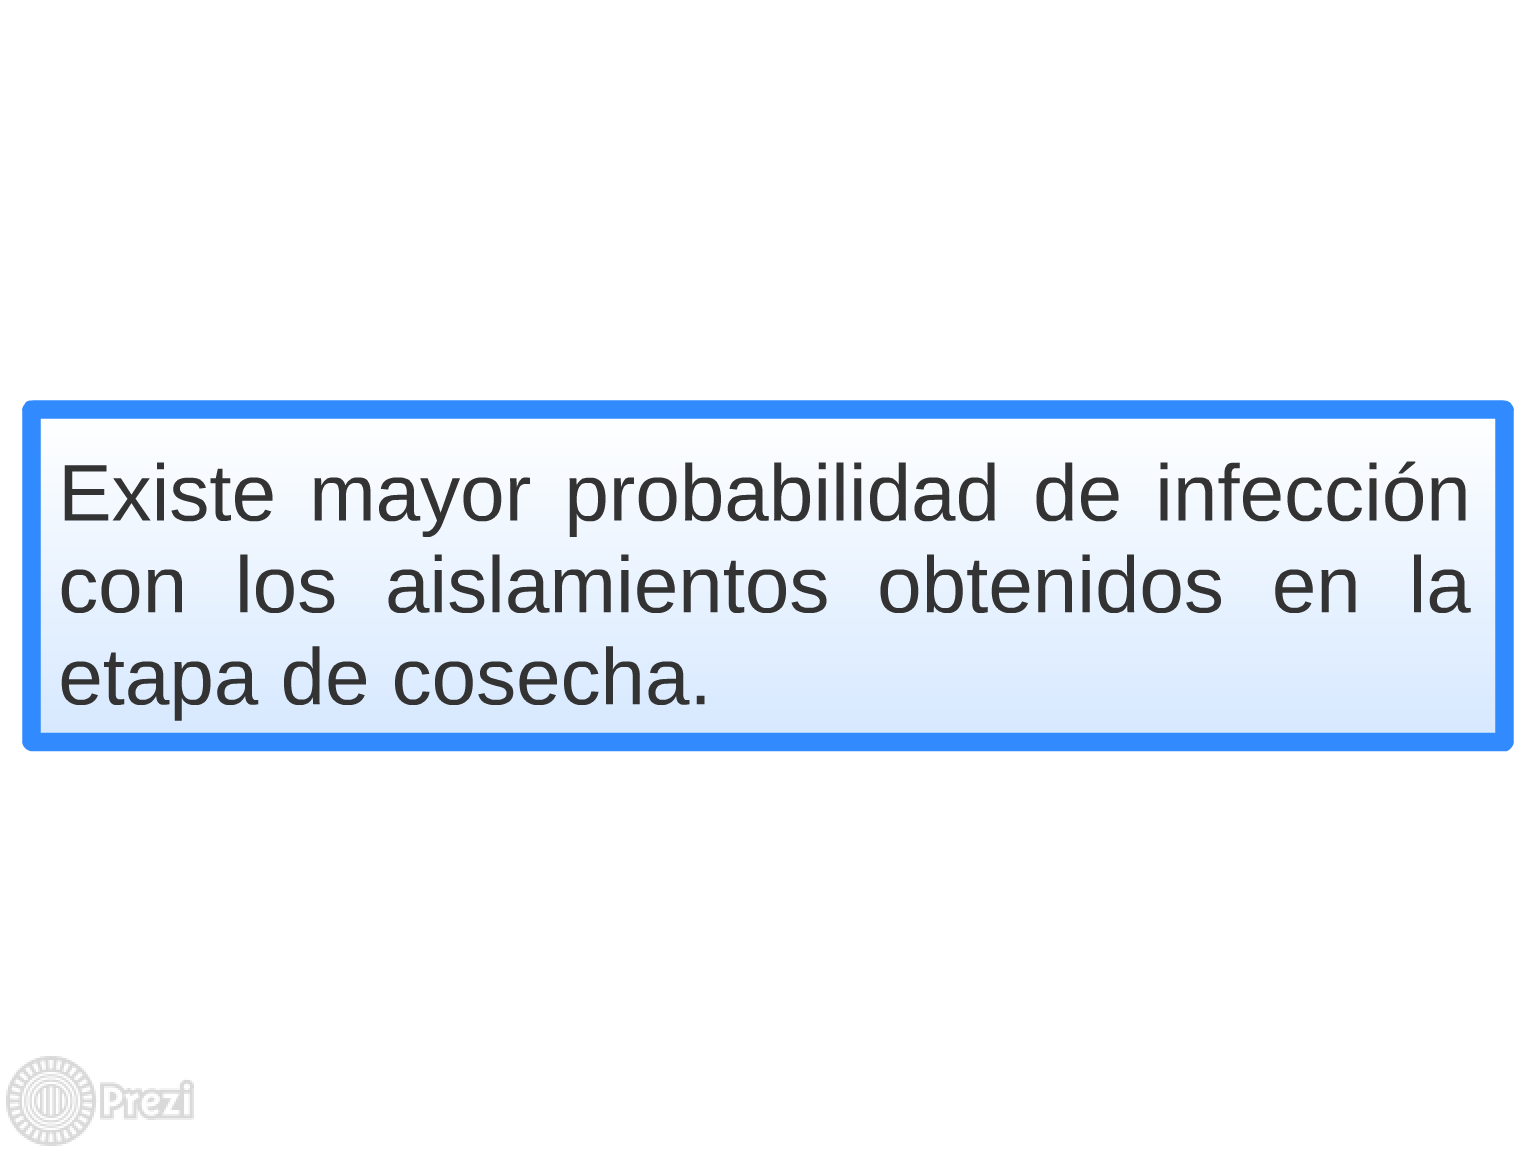 Existe mayor probabilidad de infección
con los aislamientos obtenidos en la
etapa de cosecha.
Prezi